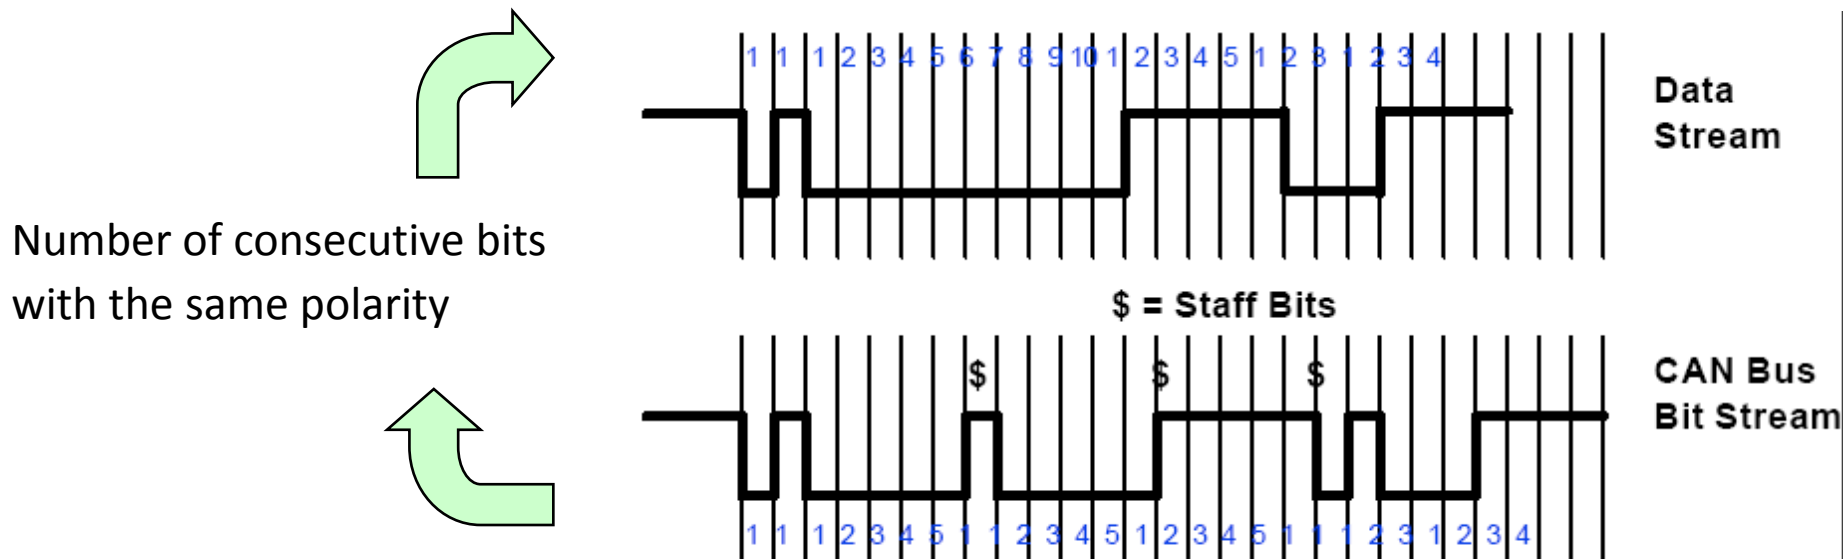 1 1 1 2 3 4 5 6 7 8 9 10 1 2 3 4 5 1 2 3 1 2 3 4
Data
Stream
Number of consecutive bits
with the same polarity
$ = Staff Bits
$ $ $
CAN Bus
Bit Stream
1 1 1 2 3 4 5 1 1 2 3 4 5 1 2 3 4 5 1 1 1 2 3 1 2 3 4